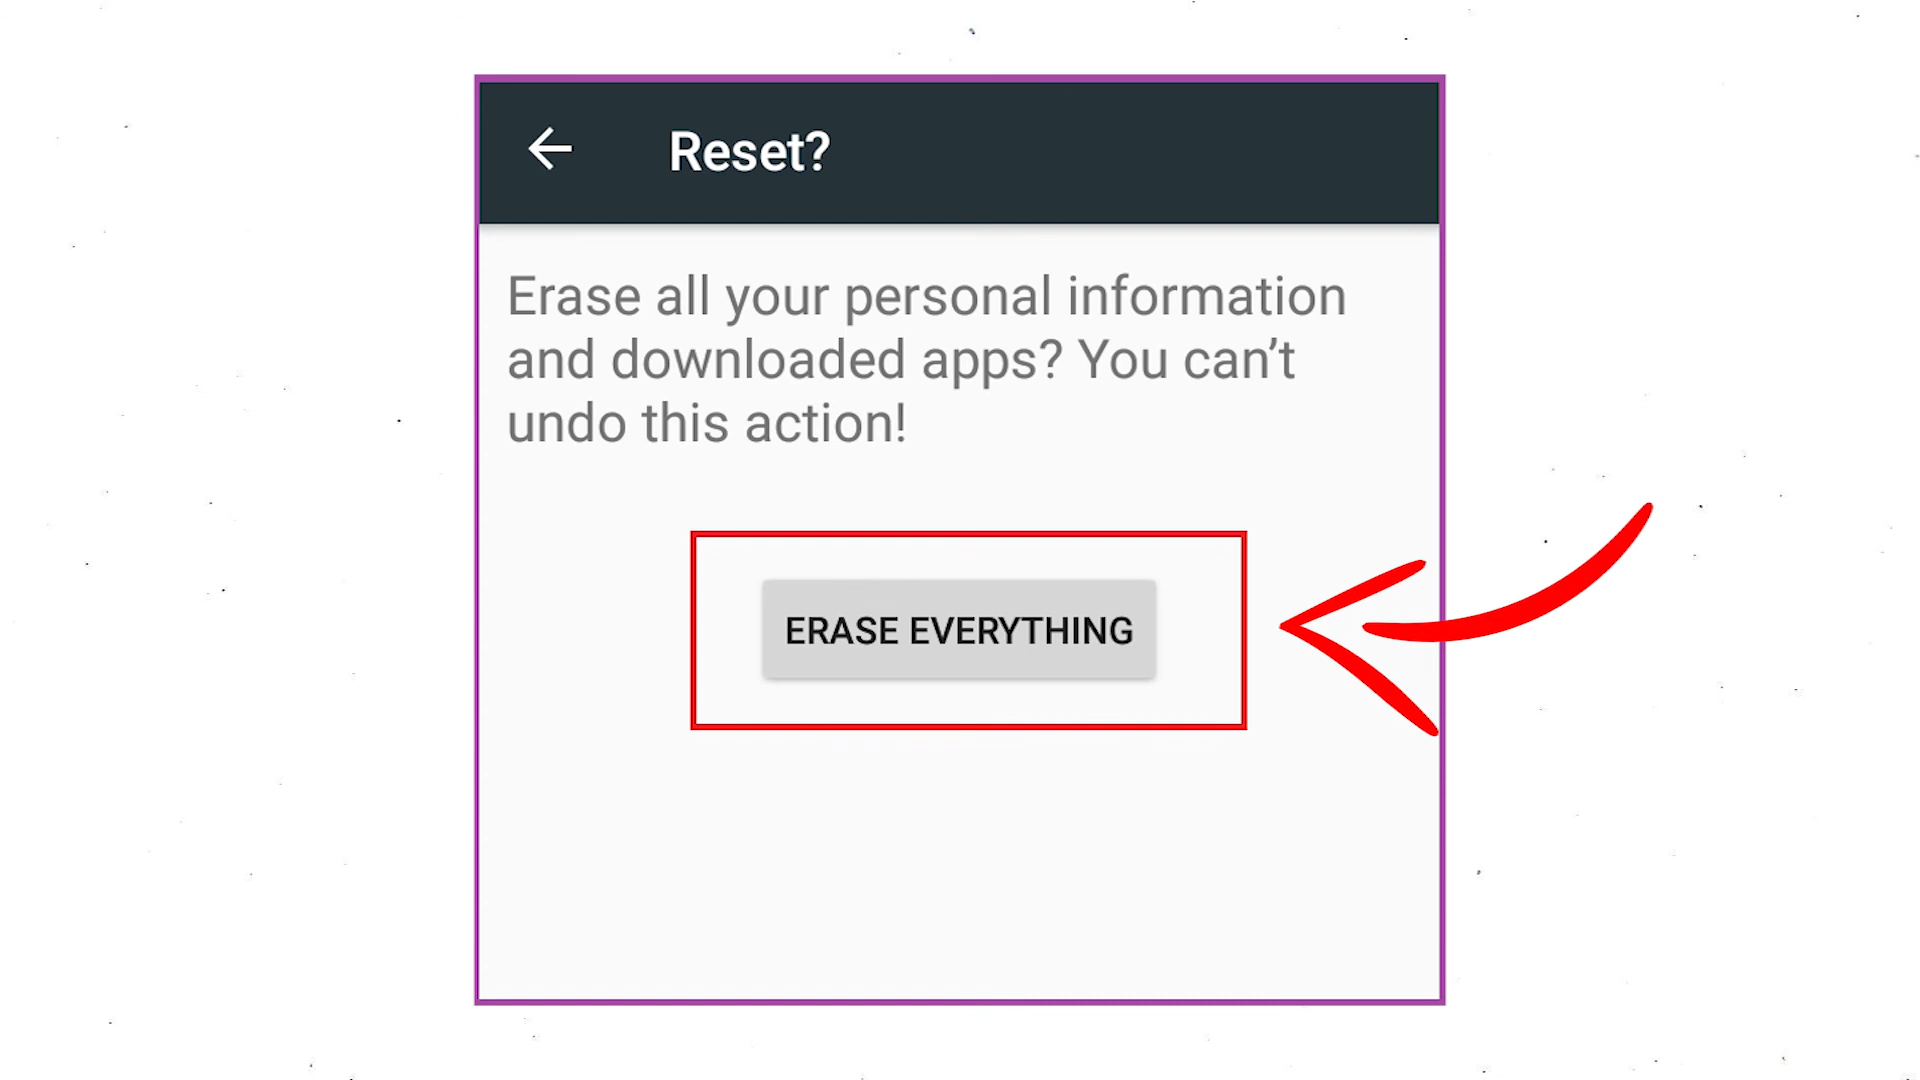 Reset?
Erase all your personal information
and downloaded apps? You can’t
undo this action!
ERASE EVERYTHING